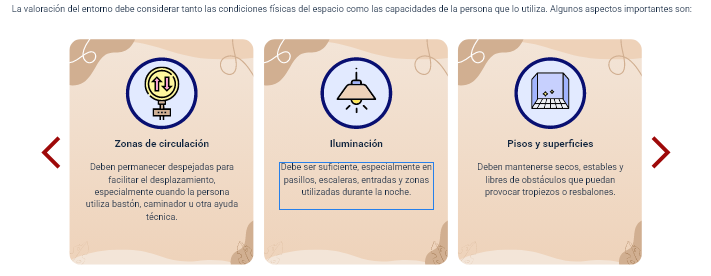 La valoración del entorno debe considerar tanto las condiciones físicas del espacio como las capacidades de la persona que lo utiliza. Algunos aspectos importantes son:
Zonas de circulación
Deben permanecer despejadas para
facilitar el desplazamiento,
especialmente cuando la persona
utiliza bastón, caminador u otra ayuda
técnica.
Iluminación
Debe ser suficiente, especialmente en
pasillos, escaleras, entradas y zonas
utilizadas durante la noche.
Pisos y superficies
Deben mantenerse secos, estables y
libres de obstáculos que puedan
provocar tropiezos o resbalones.